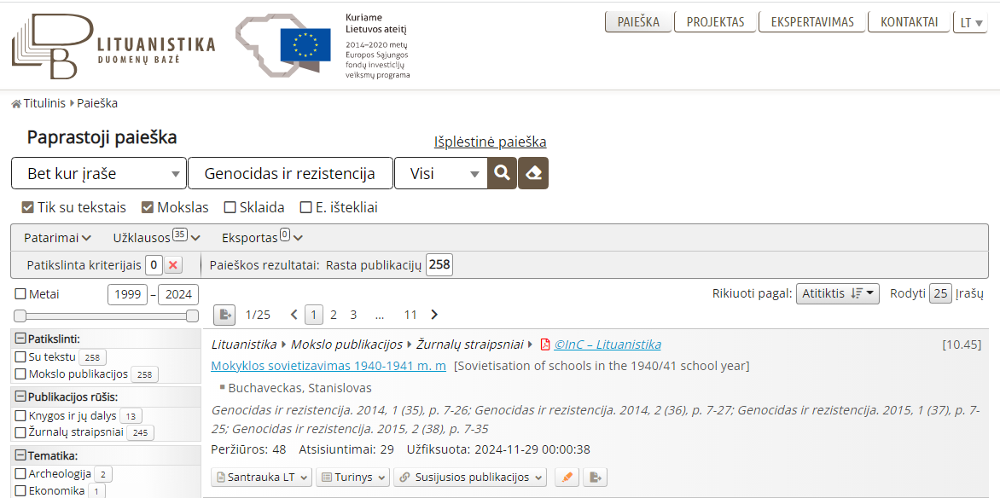 LITUANISTIKA
DUOMENŲ BAZĖ
Kuriame
Lietuvos ateitį
2014–2020 metų
Europos Sąjungos
fondų investicijų
veiksmų programa
PAIEŠKA PROJEKTAS EKSPERTAVIMAS KONTAKTAI LT
Titulinis Paieška
Paprastoji paieška
Išplėstinė paieška
Bet kur įraše Genocidas ir rezistencija Visi
Tik su tekstais Mokslas Sklaida E. ištekliai
Patarimai Užklausos 35 Eksportas 0
Patikslinta kriterijais 0 Paieškos rezultatai: Rasta publikacijų 258
Metai 1999 – 2024
Rikiuoti pagal: Atitiktis Rodyti 25 Įrašų
1/25 1 2 3 ... 11
Patikslinti:
Su tekstu 258
Mokslo publikacijos 258
Publikacijos rūšis:
Knygos ir jų dalys 13
Žurnalų straipsniai 245
Tematika:
Archeologija 2
Ekonomika 1
Lituanistika Mokslo publikacijos Žurnalų straipsniai ©InC – Lituanistika [10.45]
Mokyklos sovietizavimas 1940-1941 m. m [Sovietisation of schools in the 1940/41 school year]
Buchaveckas, Stanislovas
Genocidas ir rezistencija. 2014, 1 (35), p. 7-26; Genocidas ir rezistencija. 2014, 2 (36), p. 7-27; Genocidas ir rezistencija. 2015, 1 (37), p. 7-
25; Genocidas ir rezistencija. 2015, 2 (38), p. 7-35
Peržiūros: 48 Atsisiuntimai: 29 Užfiksuota: 2024-11-29 00:00:38
Santrauka LT Turinys Susijusios publikacijos